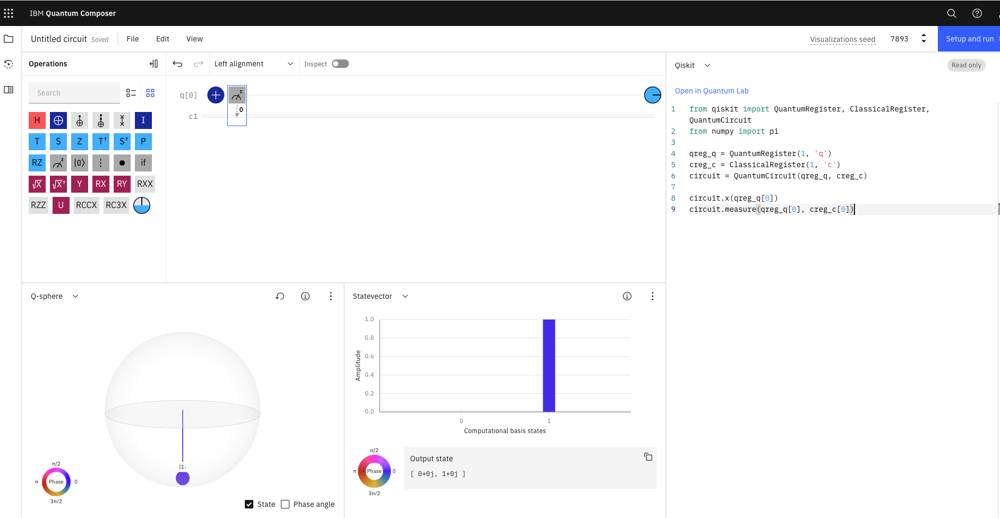 IBM Quantum Composer
Untitled circuit Saved File Edit View Visualizations seed 7893 Setup and run
Operations Left alignment Inspect Qiskit Read only
Search
Open in Quantum Lab
q[0] + z
0
c1
H I
T S Z T† S† P
RZ z |0⟩ if
√X √X† Y RX RY RXX
RZZ U RCCX RC3X
1 from qiskit import QuantumRegister, ClassicalRegister,
QuantumCircuit
2 from numpy import pi
3
4 qreg_q = QuantumRegister(1, 'q')
5 creg_c = ClassicalRegister(1, 'c')
6 circuit = QuantumCircuit(qreg_q, creg_c)
7
8 circuit.x(qreg_q[0])
9 circuit.measure(qreg_q[0], creg_c[0])
Q-sphere
|1⟩
π/2
π Phase 0
3π/2
State Phase angle
Statevector
1.0
0.8
0.6
0.4
0.2
0.0
Amplitude
0 1
Computational basis states
π/2
π Phase 0
3π/2
Output state
[ 0+0j, 1+0j ]